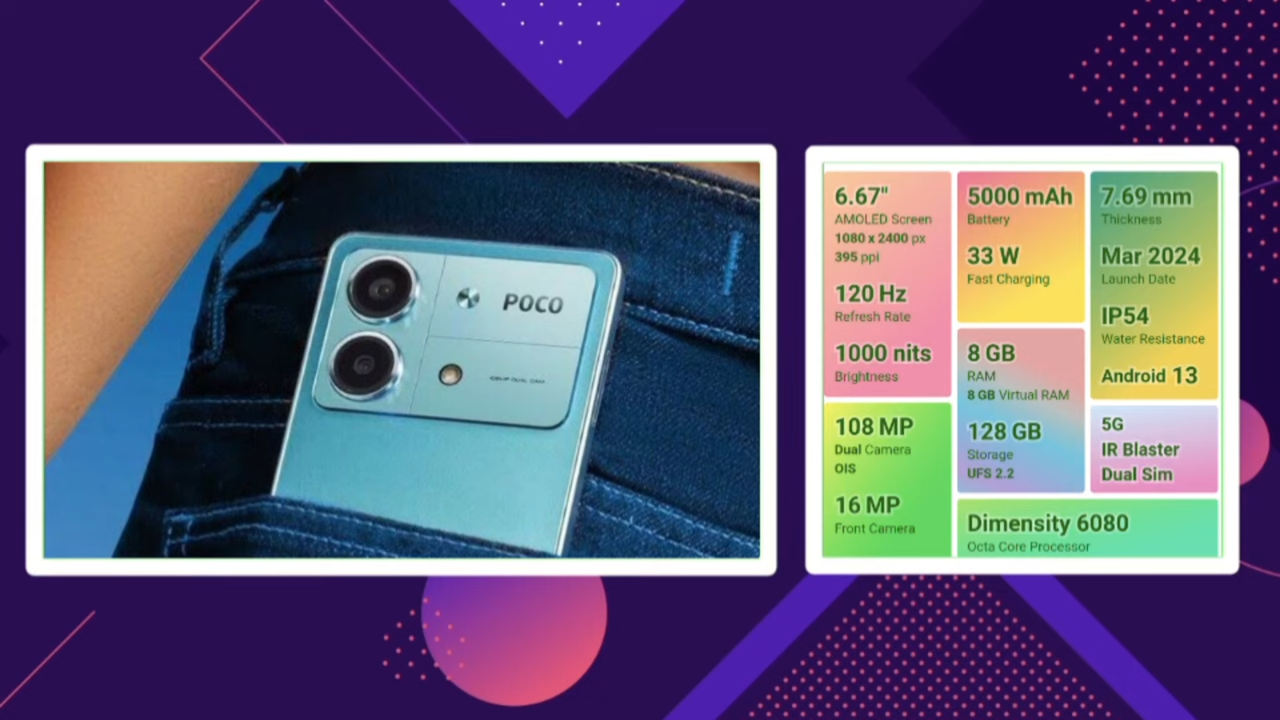 POCO
6.67"
AMOLED Screen
1080 x 2400 px
395 ppi
120 Hz
Refresh Rate
1000 nits
Brightness
108 MP
Dual Camera
OIS
16 MP
Front Camera
5000 mAh
Battery
33 W
Fast Charging
8 GB
RAM
8 GB Virtual RAM
128 GB
Storage
UFS 2.2
7.69 mm
Thickness
Mar 2024
Launch Date
IP54
Water Resistance
Android 13
5G
IR Blaster
Dual Sim
Dimensity 6080
Octa Core Processor